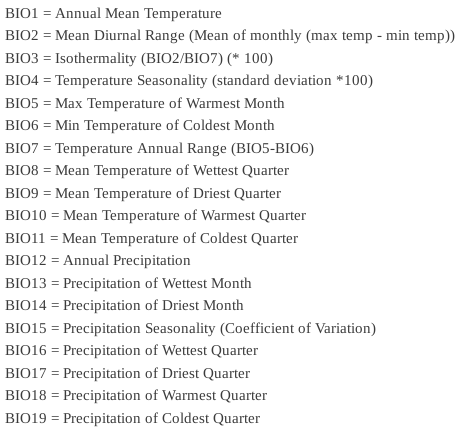 BIO1 = Annual Mean Temperature
BIO2 = Mean Diurnal Range (Mean of monthly (max temp - min temp))
BIO3 = Isothermality (BIO2/BIO7) (* 100)
BIO4 = Temperature Seasonality (standard deviation *100)
BIO5 = Max Temperature of Warmest Month
BIO6 = Min Temperature of Coldest Month
BIO7 = Temperature Annual Range (BIO5-BIO6)
BIO8 = Mean Temperature of Wettest Quarter
BIO9 = Mean Temperature of Driest Quarter
BIO10 = Mean Temperature of Warmest Quarter
BIO11 = Mean Temperature of Coldest Quarter
BIO12 = Annual Precipitation
BIO13 = Precipitation of Wettest Month
BIO14 = Precipitation of Driest Month
BIO15 = Precipitation Seasonality (Coefficient of Variation)
BIO16 = Precipitation of Wettest Quarter
BIO17 = Precipitation of Driest Quarter
BIO18 = Precipitation of Warmest Quarter
BIO19 = Precipitation of Coldest Quarter